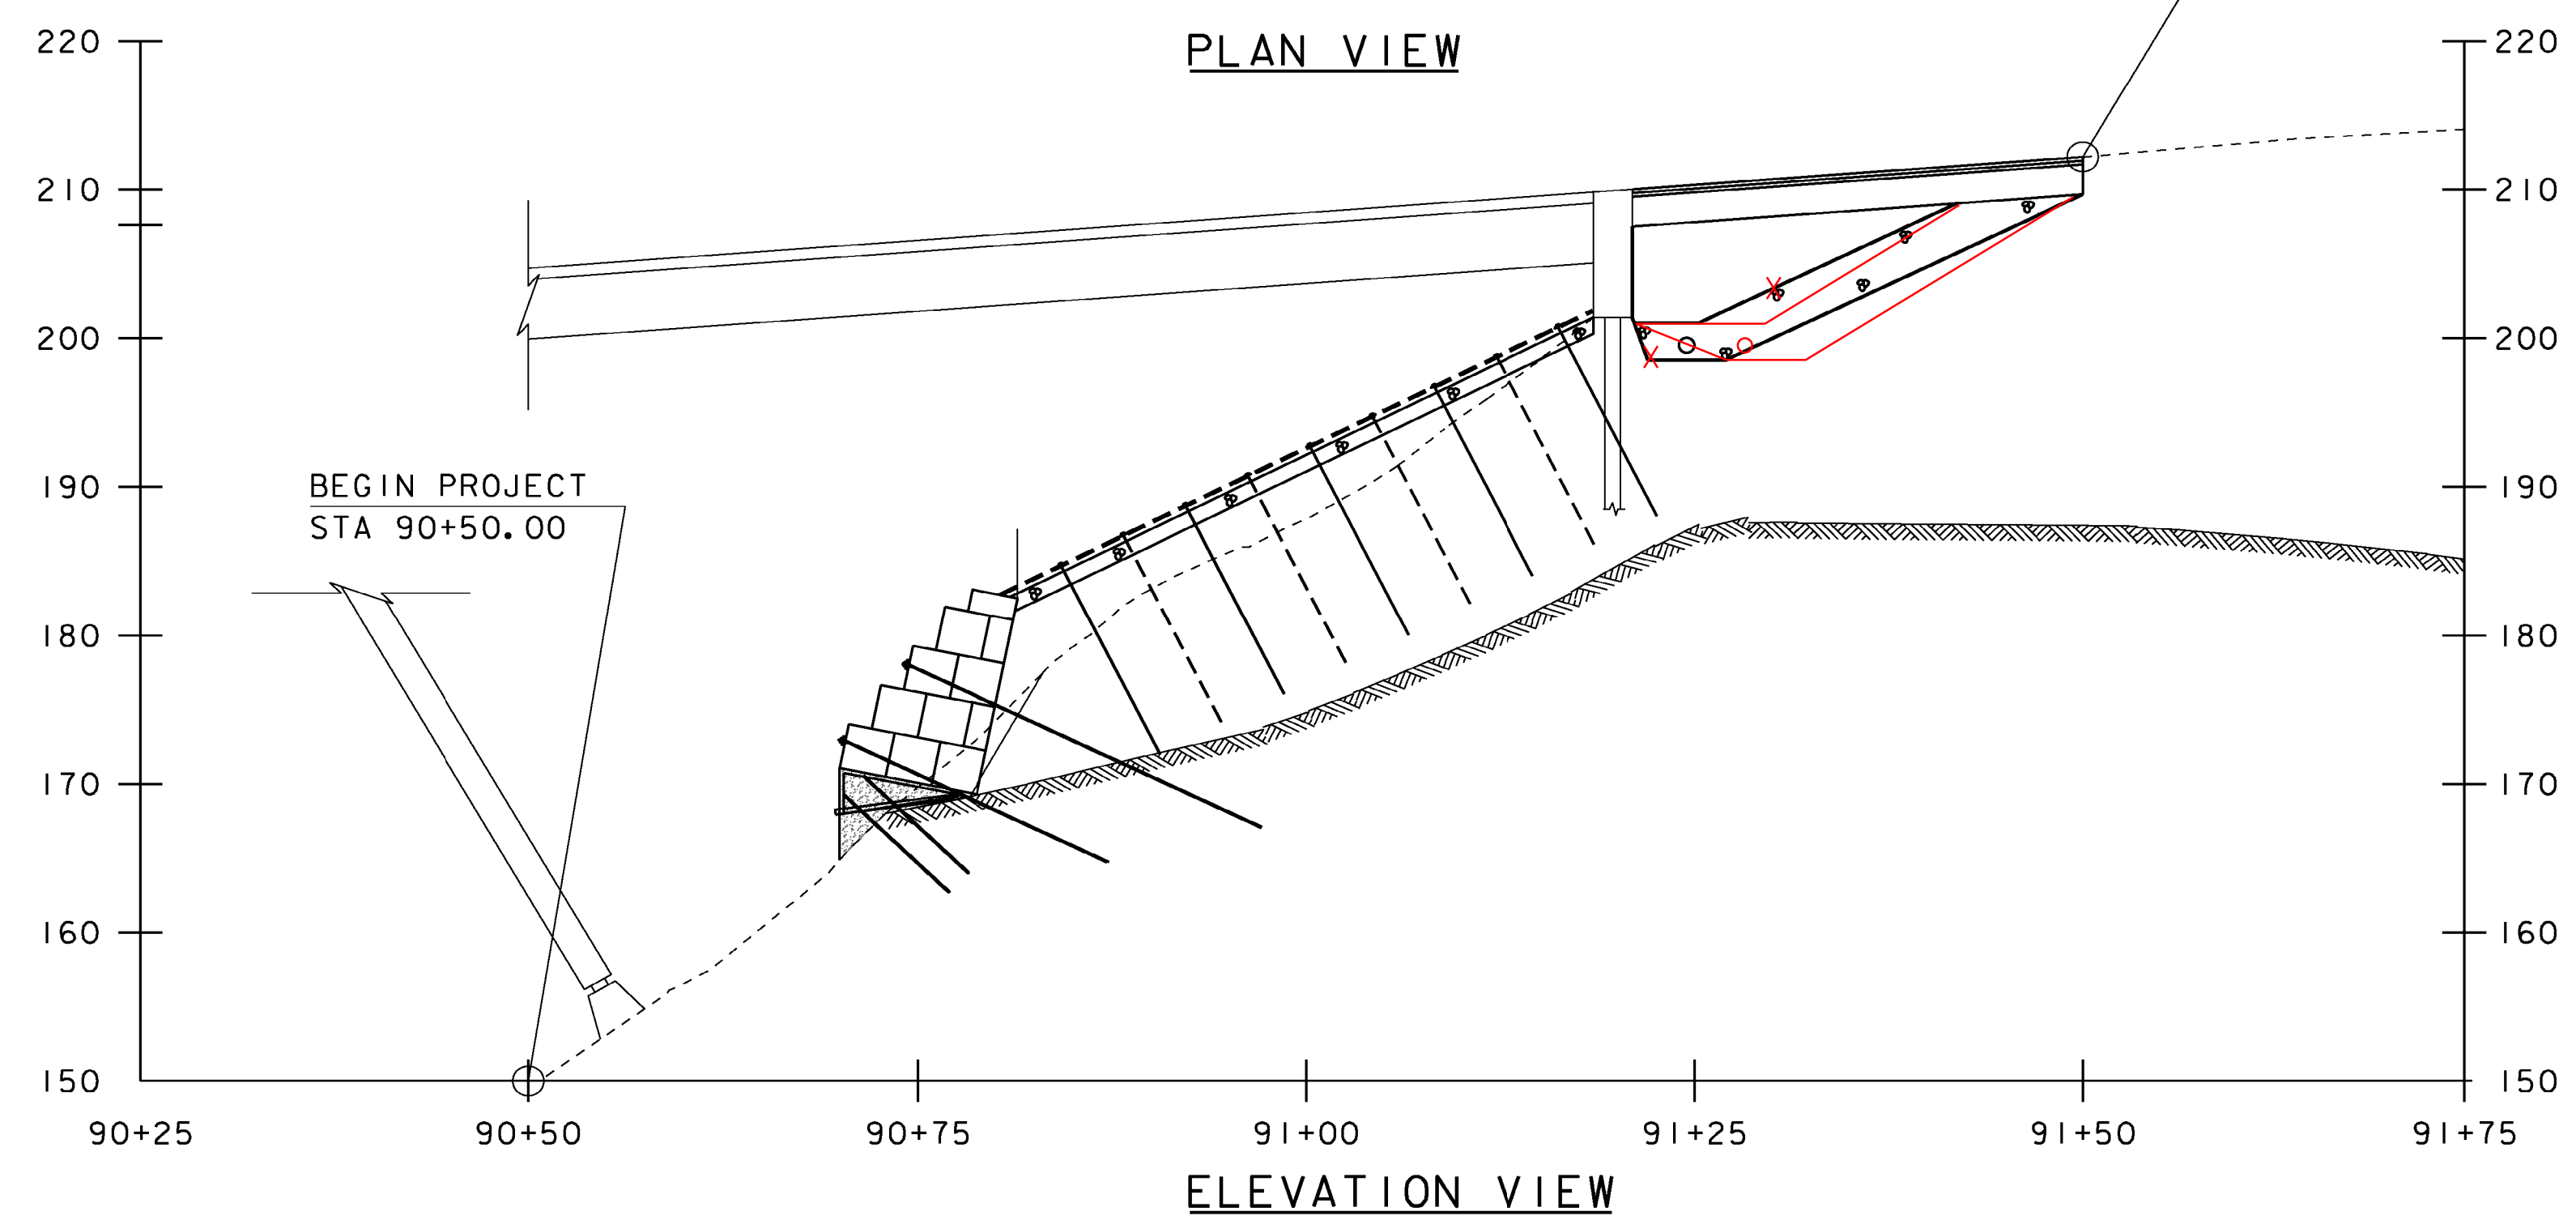 PLAN VIEW
220 220
210 210
200 200
190 190
BEGIN PROJECT
STA 90+50.00
180 180
170 170
160 160
150 150
90+25 90+50 90+75 91+00 91+25 91+50 91+75
ELEVATION VIEW